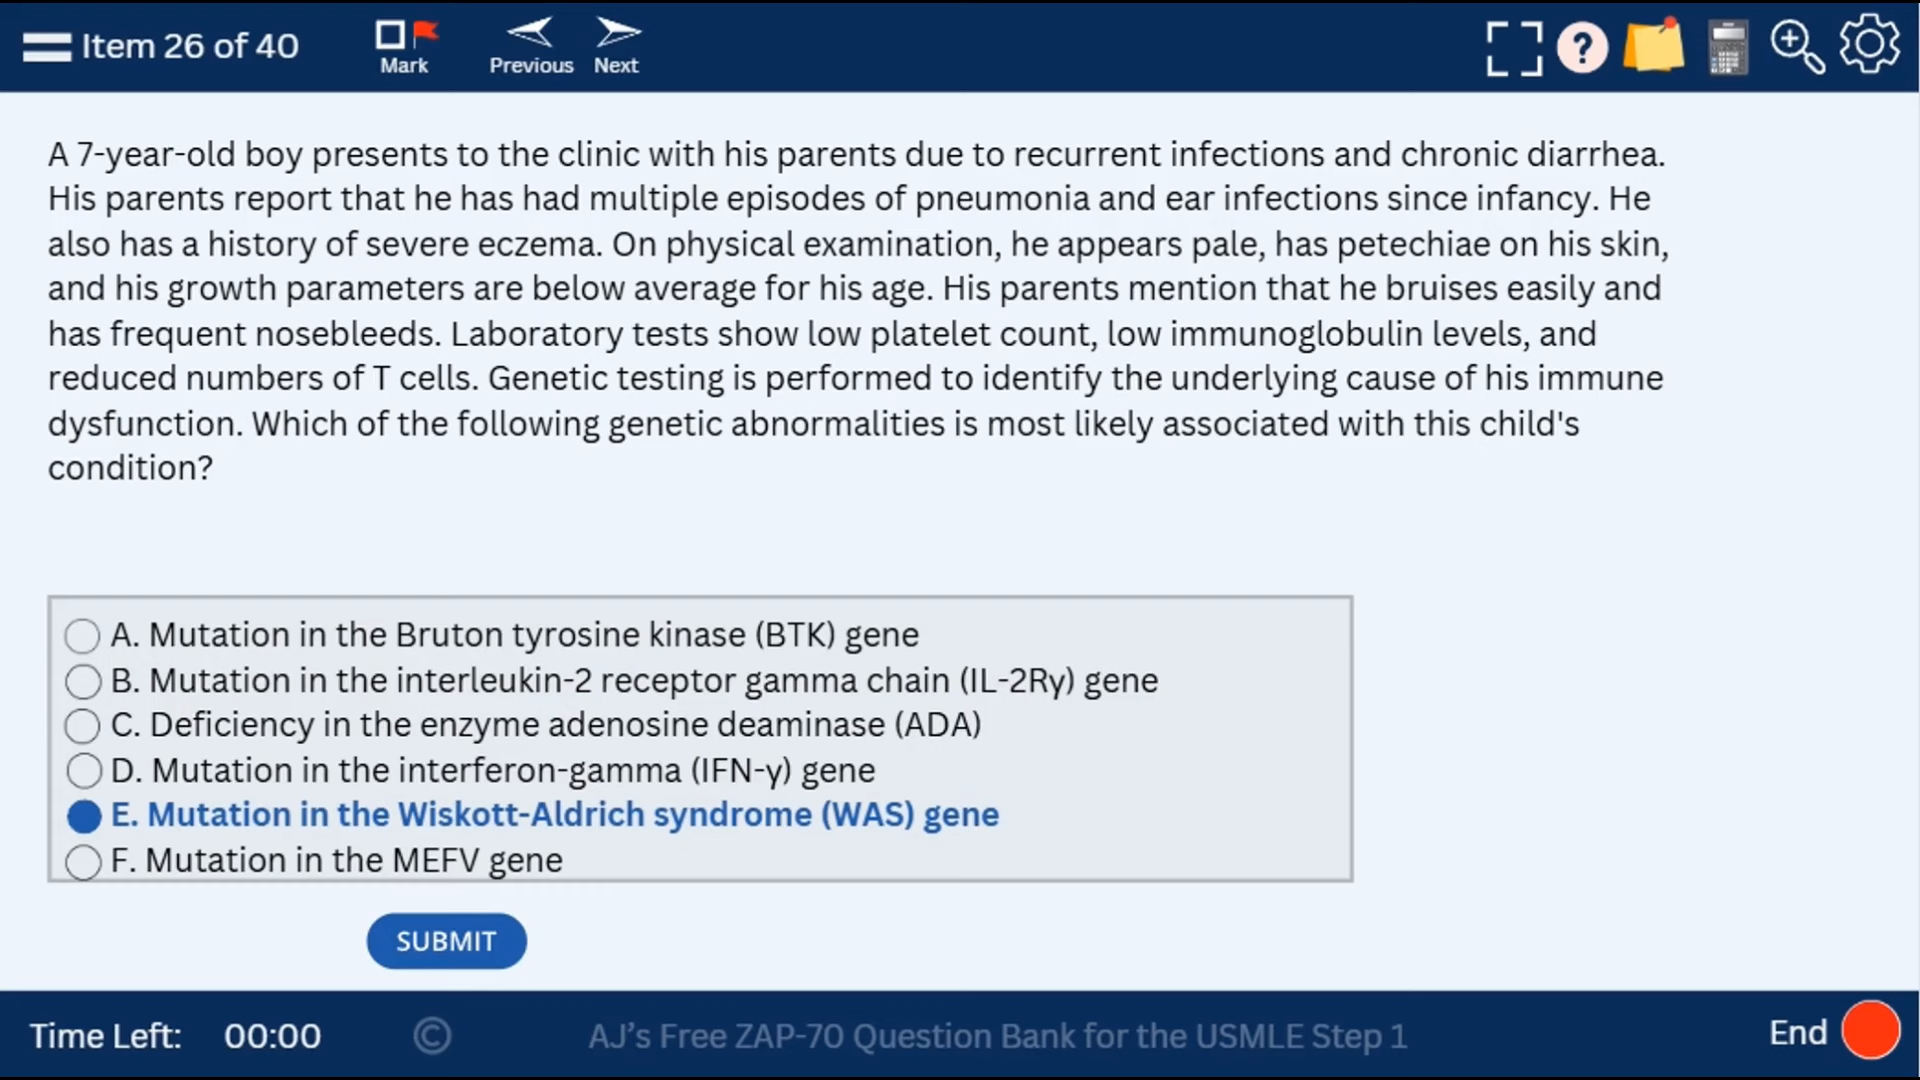 Item 26 of 40
Mark
Previous
Next
?
A 7-year-old boy presents to the clinic with his parents due to recurrent infections and chronic diarrhea.
His parents report that he has had multiple episodes of pneumonia and ear infections since infancy. He
also has a history of severe eczema. On physical examination, he appears pale, has petechiae on his skin,
and his growth parameters are below average for his age. His parents mention that he bruises easily and
has frequent nosebleeds. Laboratory tests show low platelet count, low immunoglobulin levels, and
reduced numbers of T cells. Genetic testing is performed to identify the underlying cause of his immune
dysfunction. Which of the following genetic abnormalities is most likely associated with this child's
condition?
A. Mutation in the Bruton tyrosine kinase (BTK) gene
B. Mutation in the interleukin-2 receptor gamma chain (IL-2Rγ) gene
C. Deficiency in the enzyme adenosine deaminase (ADA)
D. Mutation in the interferon-gamma (IFN-γ) gene
E. Mutation in the Wiskott-Aldrich syndrome (WAS) gene
F. Mutation in the MEFV gene
SUBMIT
Time Left: 00:00 © AJ's Free ZAP-70 Question Bank for the USMLE Step 1 End